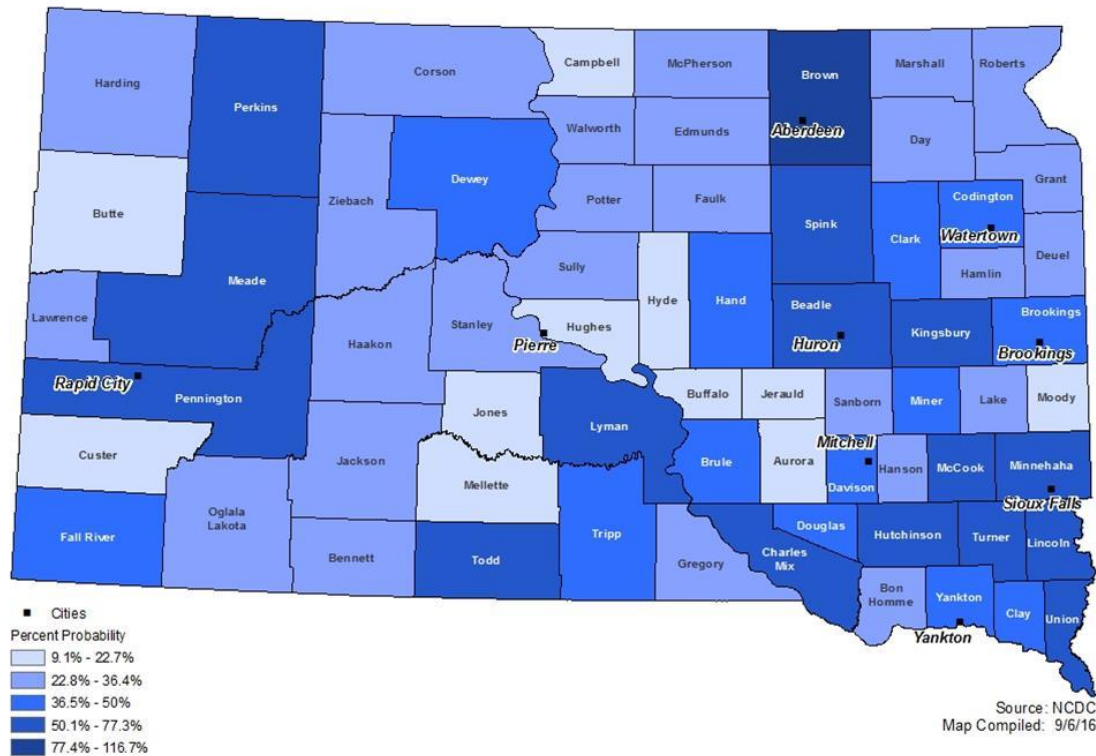 Harding
Perkins
Corson
Campbell
McPherson
Brown
Marshall
Roberts
Aberdeen
Walworth
Edmunds
Day
Dewey
Ziebach
Grant
Butte
Potter
Faulk
Codington
Spink
Clark
Watertown
Meade
Sully
Deuel
Hamlin
Hyde
Hand
Beadle
Brookings
Lawrence
Haakon
Stanley
Hughes
Pierre
Huron
Kingsbury
Brookings
Rapid City
Pennington
Jones
Buffalo
Jerauld
Sanborn
Miner
Lake
Moody
Lyman
Custer
Jackson
Mitchell
Brule
Aurora
Hanson
McCook
Minnehaha
Mellette
Davison
Sioux Falls
Oglala
Lakota
Fall River
Tripp
Douglas
Hutchinson
Turner
Lincoln
Bennett
Todd
Gregory
Charles
Mix
Bon
Homme
Yankton
Clay
Union
Yankton
Cities
Percent Probability
9.1% - 22.7%
22.8% - 36.4%
36.5% - 50%
50.1% - 77.3%
77.4% - 116.7%
Source: NCDC
Map Compiled: 9/6/16